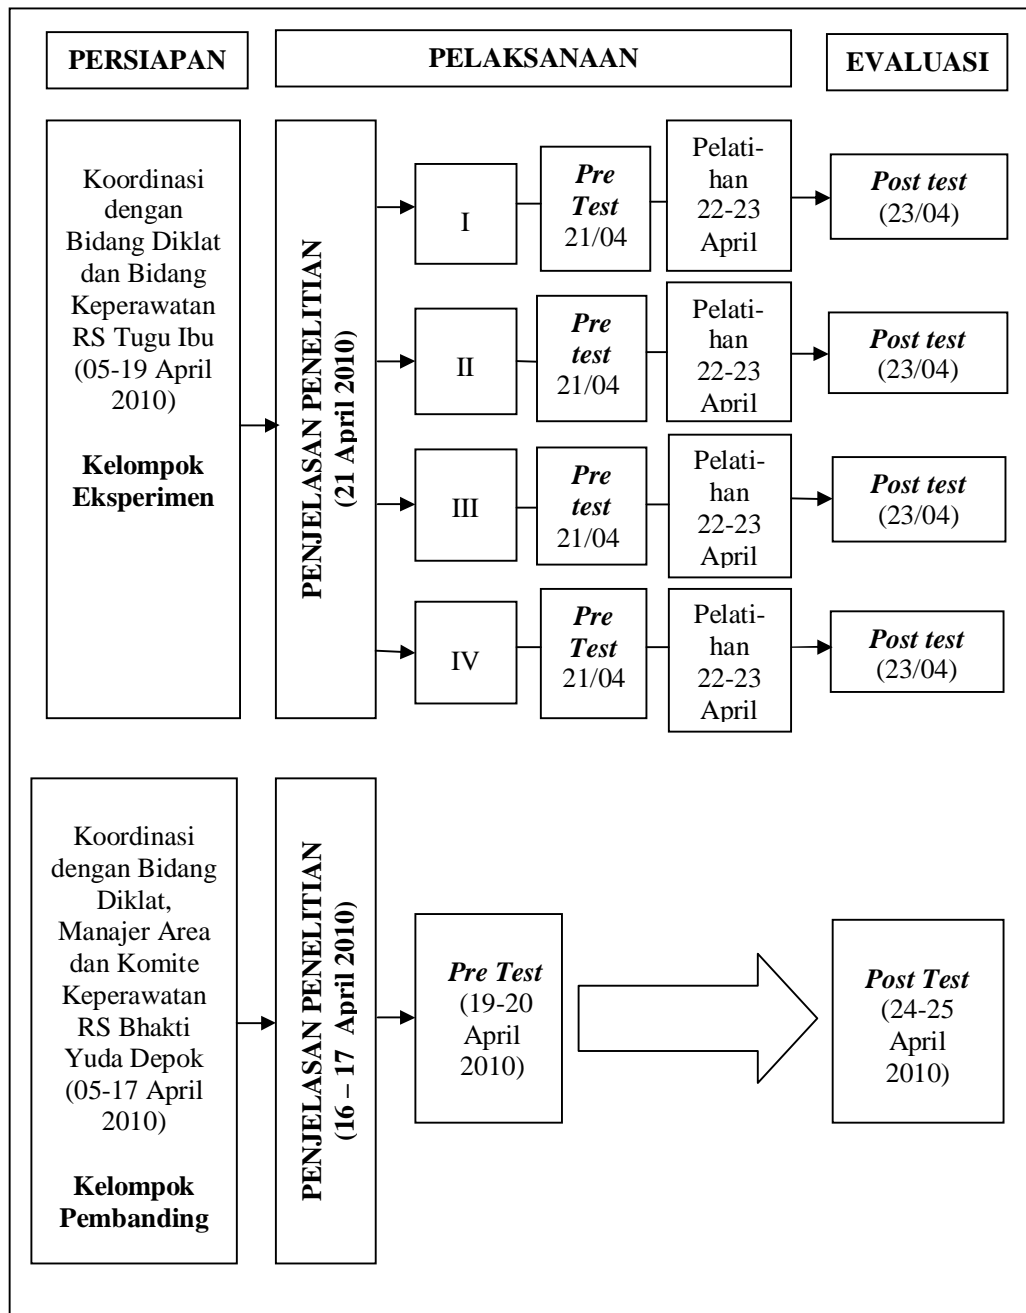 PERSIAPAN
PELAKSANAAN
EVALUASI
Koordinasi
dengan
Bidang Diklat
dan Bidang
Keperawatan
RS Tugu Ibu
(05-19 April
2010)
Kelompok
Eksperimen
PENJELASAN PENELITIAN
(21 April 2010)
I
Pre
Test
21/04
Pelati-
han
22-23
April
Post test
(23/04)
II
Pre
test
21/04
Pelati-
han
22-23
April
Post test
(23/04)
III
Pre
test
21/04
Pelati-
han
22-23
April
Post test
(23/04)
IV
Pre
Test
21/04
Pelati-
han
22-23
April
Post test
(23/04)
Koordinasi
dengan Bidang
Diklat,
Manajer Area
dan Komite
Keperawatan
RS Bhakti
Yuda Depok
(05-17 April
2010)
Kelompok
Pembanding
PENJELASAN PENELITIAN
(16 – 17 April 2010)
Pre Test
(19-20
April
2010)
Post Test
(24-25
April
2010)